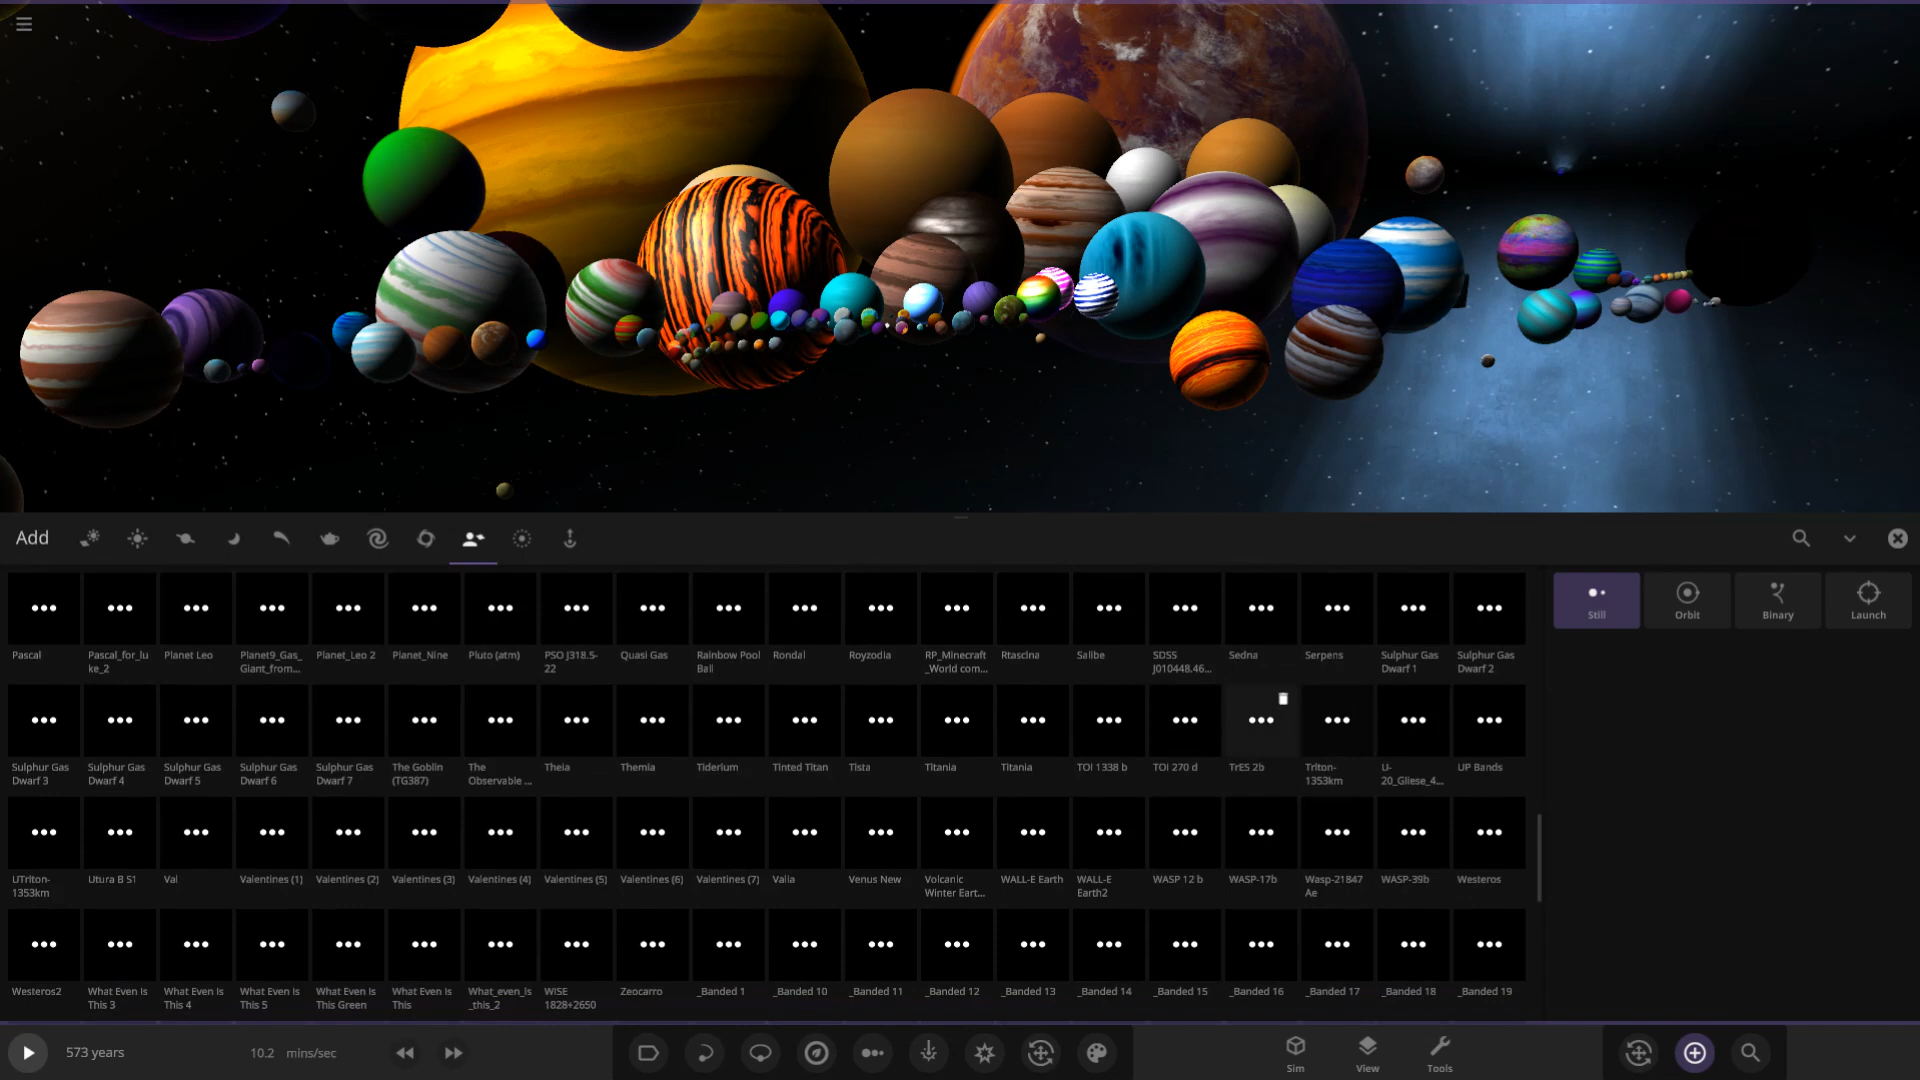 Add
Still
Orbit
Binary
Launch
Pascal
Pascal_for_lu
ke_2
Planet Leo
Planet9_Gas_
Giant_from...
Planet_Leo 2
Planet_Nine
Pluto (atm)
PSO J318.5-
22
Quasi Gas
Rainbow Pool
Ball
Rondal
Royzodia
RP_Minecraft
_World com...
Rtascina
Salibe
SDSS
J010448.46...
Sedna
Serpens
Sulphur Gas
Dwarf 1
Sulphur Gas
Dwarf 2
Sulphur Gas
Dwarf 3
Sulphur Gas
Dwarf 4
Sulphur Gas
Dwarf 5
Sulphur Gas
Dwarf 6
Sulphur Gas
Dwarf 7
The Goblin
(TG387)
The
Observable ...
Theia
Themia
Tiderium
Tinted Titan
Tista
Titania
Titania
TOI 1338 b
TOI 270 d
TrES 2b
Triton-
1353km
U-
20_Gliese_4...
UP Bands
UTriton-
1353km
Utura B S1
Val
Valentines (1)
Valentines (2)
Valentines (3)
Valentines (4)
Valentines (5)
Valentines (6)
Valentines (7)
Valia
Venus New
Volcanic
Winter Eart...
WALL-E Earth
WALL-E
Earth2
WASP 12 b
WASP-17b
Wasp-21847
Ae
WASP-39b
Westeros
Westeros2
What Even Is
This 3
What Even Is
This 4
What Even Is
This 5
What Even Is
This Green
What Even Is
This
What_even_is
_this_2
WISE
1828+2650
Zeocarro
_Banded 1
_Banded 10
_Banded 11
_Banded 12
_Banded 13
_Banded 14
_Banded 15
_Banded 16
_Banded 17
_Banded 18
_Banded 19
573 years
10.2 mins/sec
Sim
View
Tools